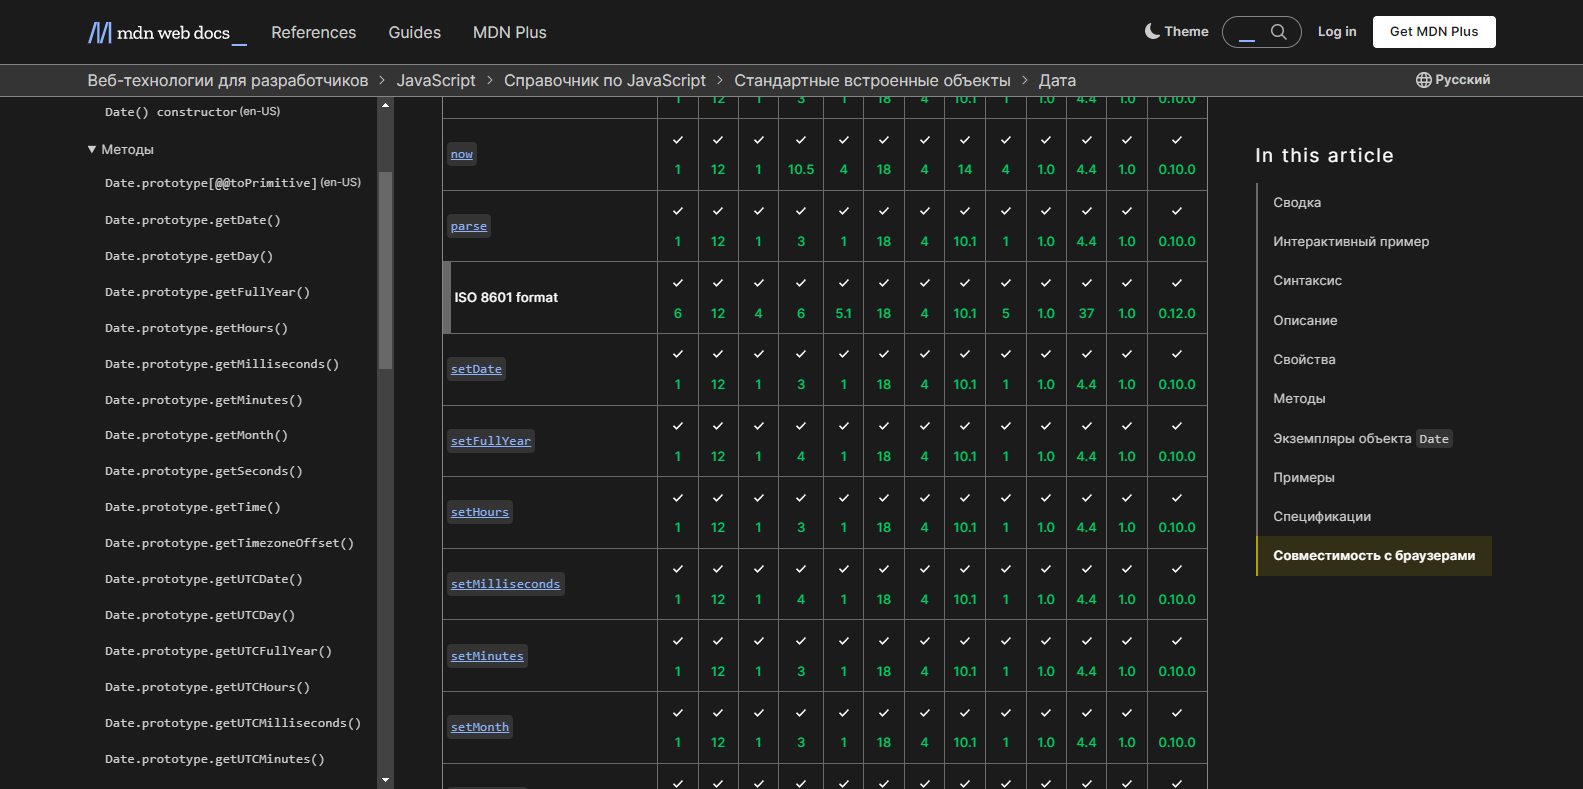 mdn web docs_
References
Guides
MDN Plus
Theme
_
Log in
Get MDN Plus
Веб-технологии для разработчиков > JavaScript > Справочник по JavaScript > Стандартные встроенные объекты > Дата
Русский
Date() constructor (en-US)
Методы
Date.prototype[@@toPrimitive] (en-US)
Date.prototype.getDate()
Date.prototype.getDay()
Date.prototype.getFullYear()
Date.prototype.getHours()
Date.prototype.getMilliseconds()
Date.prototype.getMinutes()
Date.prototype.getMonth()
Date.prototype.getSeconds()
Date.prototype.getTime()
Date.prototype.getTimezoneOffset()
Date.prototype.getUTCDate()
Date.prototype.getUTCDay()
Date.prototype.getUTCFullYear()
Date.prototype.getUTCHours()
Date.prototype.getUTCMilliseconds()
Date.prototype.getUTCMinutes()
1 12 1 3 1 18 4 10.1 1 1.0 4.4 1.0 0.10.0
now
✓ ✓ ✓ ✓ ✓ ✓ ✓ ✓ ✓ ✓ ✓ ✓ ✓
1 12 1 10.5 4 18 4 14 4 1.0 4.4 1.0 0.10.0
parse
✓ ✓ ✓ ✓ ✓ ✓ ✓ ✓ ✓ ✓ ✓ ✓ ✓
1 12 1 3 1 18 4 10.1 1 1.0 4.4 1.0 0.10.0
ISO 8601 format
✓ ✓ ✓ ✓ ✓ ✓ ✓ ✓ ✓ ✓ ✓ ✓ ✓
6 12 4 6 5.1 18 4 10.1 5 1.0 37 1.0 0.12.0
setDate
✓ ✓ ✓ ✓ ✓ ✓ ✓ ✓ ✓ ✓ ✓ ✓ ✓
1 12 1 3 1 18 4 10.1 1 1.0 4.4 1.0 0.10.0
setFullYear
✓ ✓ ✓ ✓ ✓ ✓ ✓ ✓ ✓ ✓ ✓ ✓ ✓
1 12 1 4 1 18 4 10.1 1 1.0 4.4 1.0 0.10.0
setHours
✓ ✓ ✓ ✓ ✓ ✓ ✓ ✓ ✓ ✓ ✓ ✓ ✓
1 12 1 3 1 18 4 10.1 1 1.0 4.4 1.0 0.10.0
setMilliseconds
✓ ✓ ✓ ✓ ✓ ✓ ✓ ✓ ✓ ✓ ✓ ✓ ✓
1 12 1 4 1 18 4 10.1 1 1.0 4.4 1.0 0.10.0
setMinutes
✓ ✓ ✓ ✓ ✓ ✓ ✓ ✓ ✓ ✓ ✓ ✓ ✓
1 12 1 3 1 18 4 10.1 1 1.0 4.4 1.0 0.10.0
setMonth
✓ ✓ ✓ ✓ ✓ ✓ ✓ ✓ ✓ ✓ ✓ ✓ ✓
1 12 1 3 1 18 4 10.1 1 1.0 4.4 1.0 0.10.0
✓ ✓ ✓ ✓ ✓ ✓ ✓ ✓ ✓ ✓ ✓ ✓ ✓
In this article
Сводка
Интерактивный пример
Синтаксис
Описание
Свойства
Методы
Экземпляры объекта Date
Примеры
Спецификации
Совместимость с браузерами